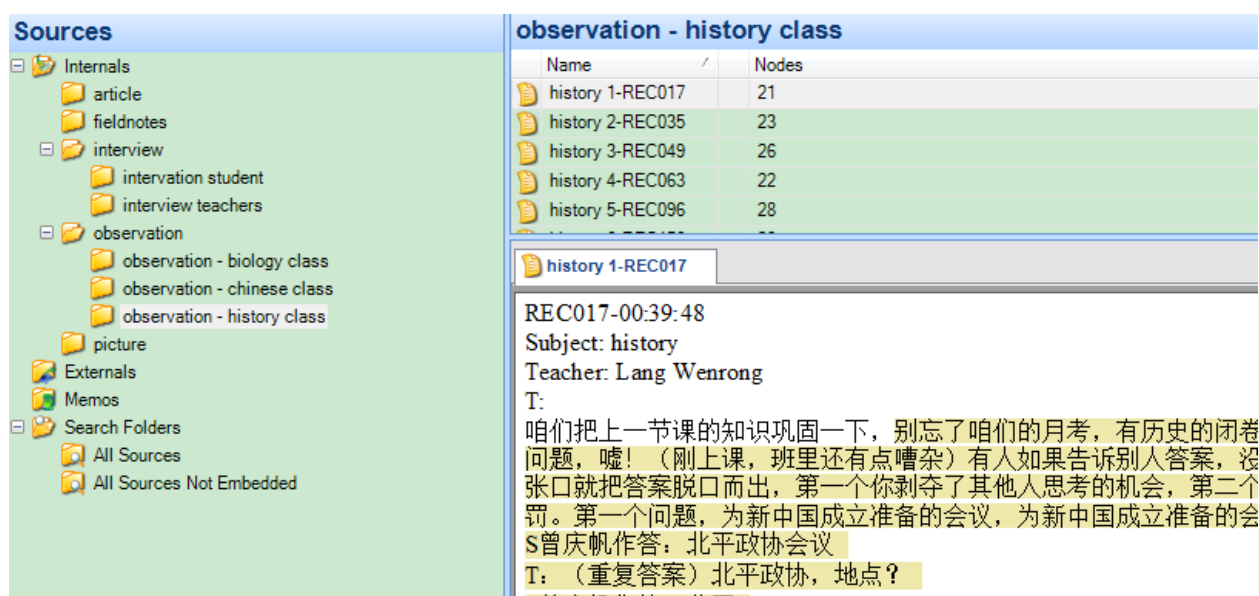 Sources
Internals
article
fieldnotes
interview
intervation student
interview teachers
observation
observation - biology class
observation - chinese class
observation - history class
picture
Externals
Memos
Search Folders
All Sources
All Sources Not Embedded
observation - history class
Name Nodes
history 1-REC017 21
history 2-REC035 23
history 3-REC049 26
history 4-REC063 22
history 5-REC096 28
history 1-REC017
REC017-00:39:48
Subject: history
Teacher: Lang Wenrong
T:
咱们把上一节课的知识巩固一下，别忘了咱们的月考，有历史的闭卷
问题，嘘！（刚上课，班里还有点嘈杂）有人如果告诉别人答案，没
张口就把答案脱口而出，第一个你剥夺了其他人思考的机会，第二个
罚。第一个问题，为新中国成立准备的会议，为新中国成立准备的会
S曾庆帆作答：北平政协会议
T：（重复答案）北平政协，地点？